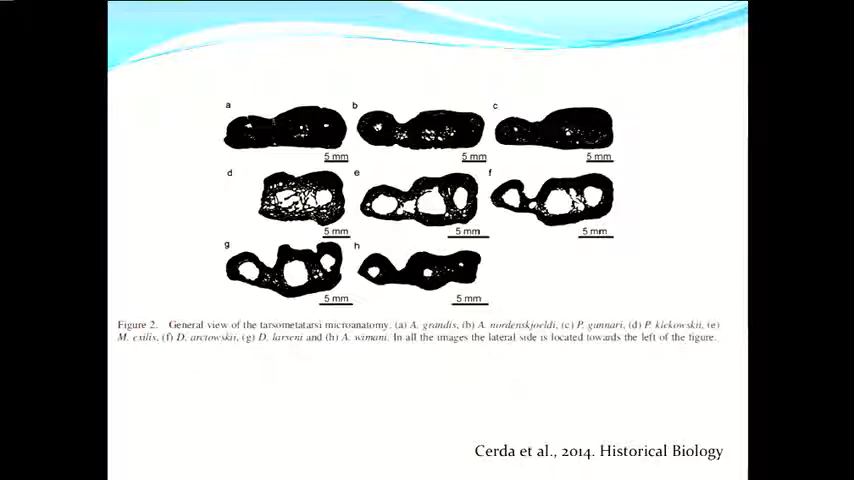 a b c
5 mm 5 mm 5 mm
d e f
5 mm 5 mm 5 mm
g h
5 mm 5 mm
Figure 2. General view of the tarsometatarsi microanatomy. (a) A. grandis, (b) A. nordenskjoeldi, (c) P. gunnari, (d) P. klekowskii, (e)
M. exilis, (f) D. arctowskii, (g) D. larseni and (h) A. wimani. In all the images the lateral side is located towards the left of the figure.
Cerda et al., 2014. Historical Biology